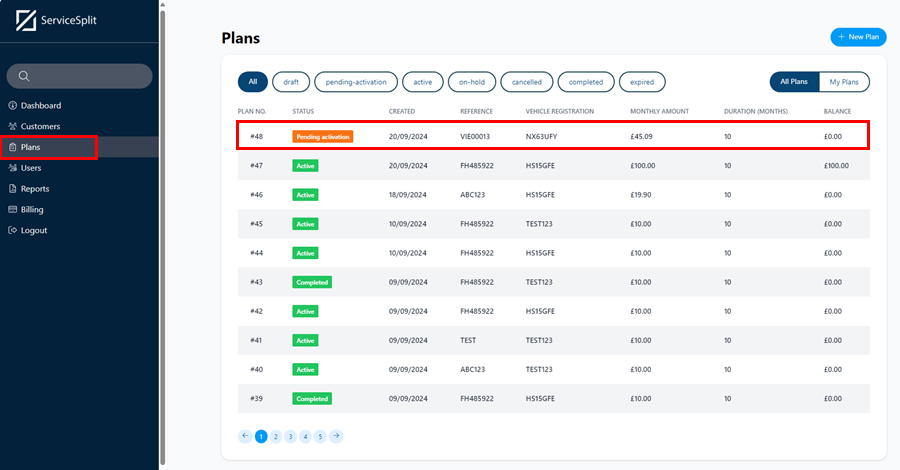 ServiceSplit
Dashboard
Customers
Plans
Users
Reports
Billing
Logout
Plans
+ New Plan
All draft pending-activation active on-hold cancelled completed expired All Plans My Plans
PLAN NO. STATUS CREATED REFERENCE VEHICLE REGISTRATION MONTHLY AMOUNT DURATION (MONTHS) BALANCE
#48 Pending activation 20/09/2024 VIE00013 NX63UFY £45.09 10 £0.00
#47 Active 20/09/2024 FH485922 HS15GFE £100.00 10 £100.00
#46 Active 18/09/2024 ABC123 HS15GFE £19.90 10 £0.00
#45 Active 10/09/2024 FH485922 TEST123 £10.00 10 £0.00
#44 Active 10/09/2024 FH485922 HS15GFE £10.00 10 £0.00
#43 Completed 09/09/2024 FH485922 TEST123 £10.00 10 £0.00
#42 Active 09/09/2024 FH485922 HS15GFE £10.00 10 £0.00
#41 Active 09/09/2024 TEST TEST123 £10.00 10 £0.00
#40 Active 09/09/2024 ABC123 TEST123 £10.00 10 £0.00
#39 Completed 09/09/2024 FH485922 HS15GFE £10.00 10 £0.00
← 1 2 3 4 5 →